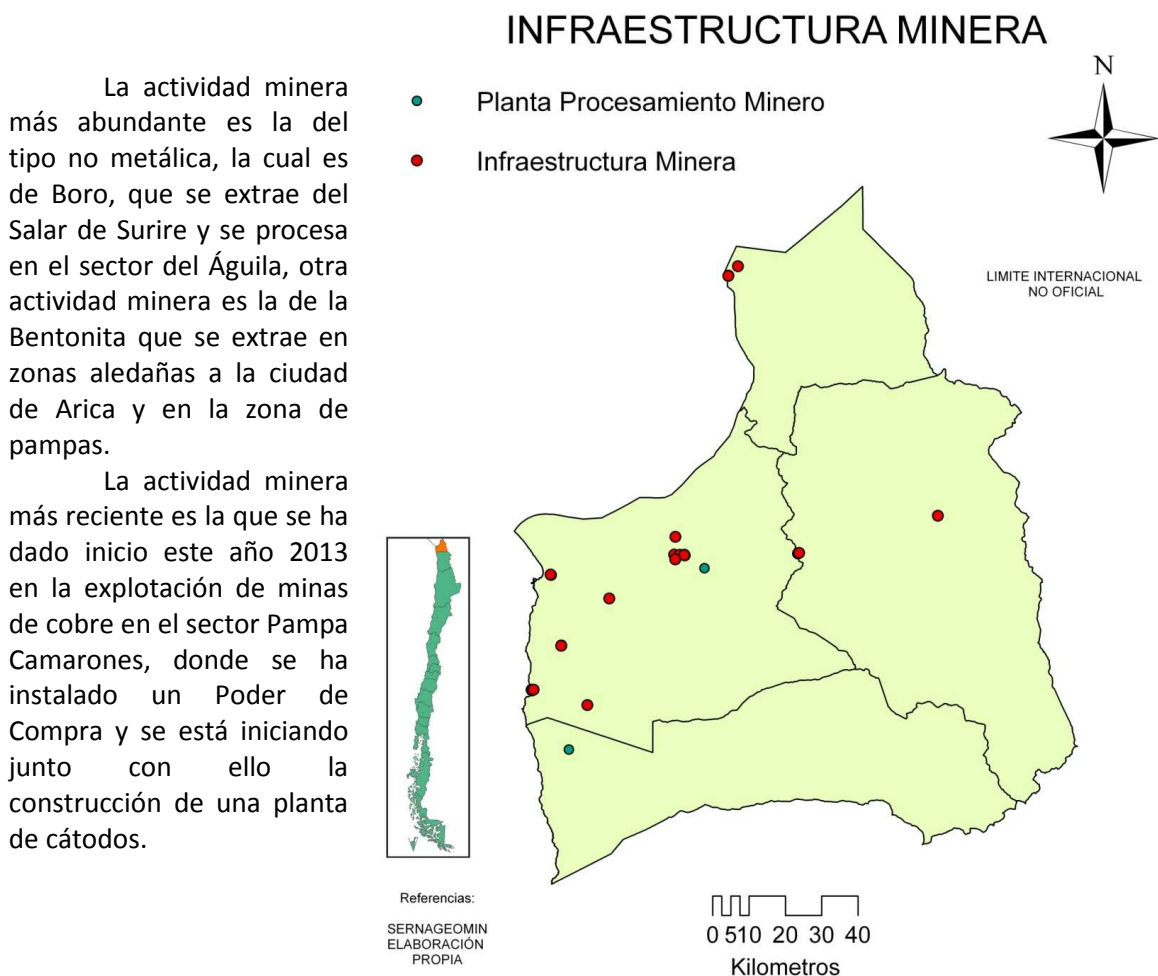 INFRAESTRUCTURA MINERA
La actividad minera
más abundante es la del
tipo no metálica, la cual es
de Boro, que se extrae del
Salar de Surire y se procesa
en el sector del Águila, otra
actividad minera es la de la
Bentonita que se extrae en
zonas aledañas a la ciudad
de Arica y en la zona de
pampas.
La actividad minera
más reciente es la que se ha
dado inicio este año 2013
en la explotación de minas
de cobre en el sector Pampa
Camarones, donde se ha
instalado un Poder de
Compra y se está iniciando
junto con ello la
construcción de una planta
de cátodos.
Planta Procesamiento Minero
Infraestructura Minera
N
LIMITE INTERNACIONAL
NO OFICIAL
Referencias:
SERNAGEOMIN
ELABORACIÓN
PROPIA
0 5 10 20 30 40
Kilometros